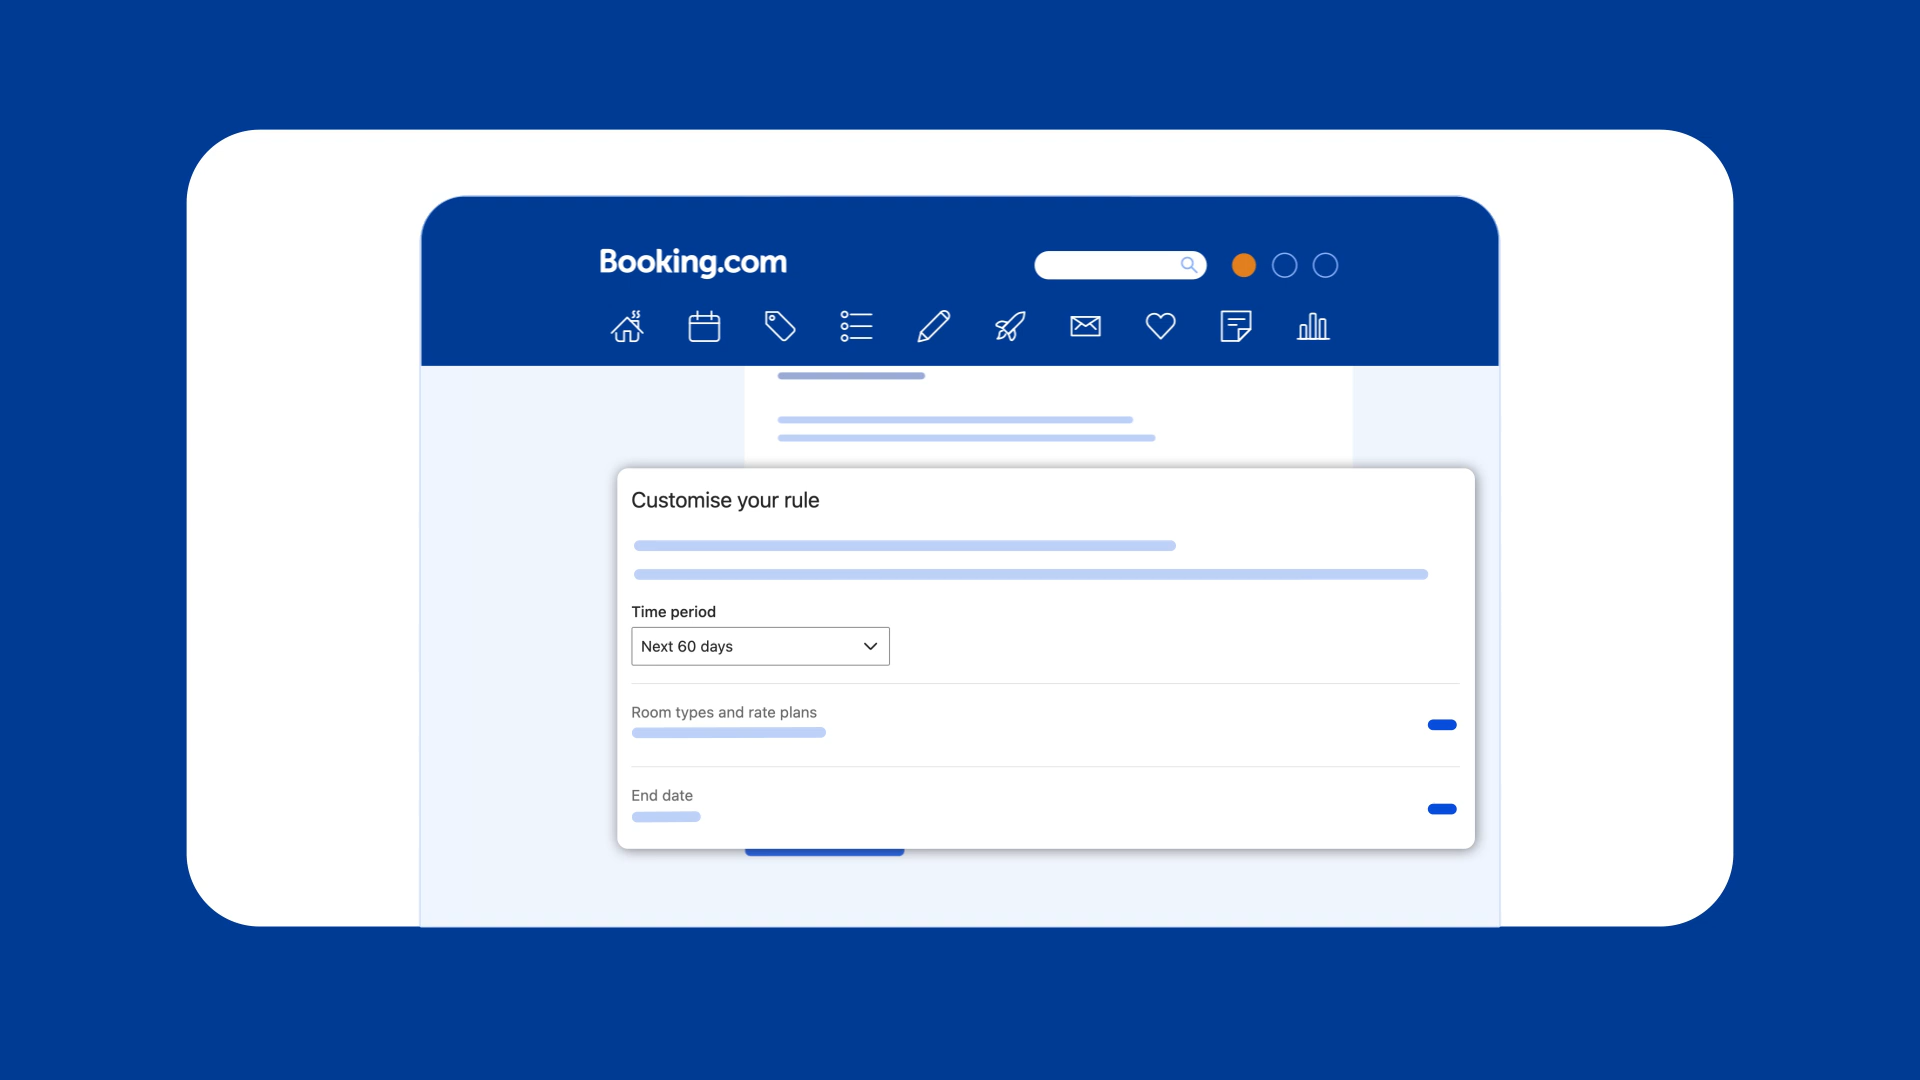 Booking.com
Customise your rule
Time period
Next 60 days
Room types and rate plans
End date